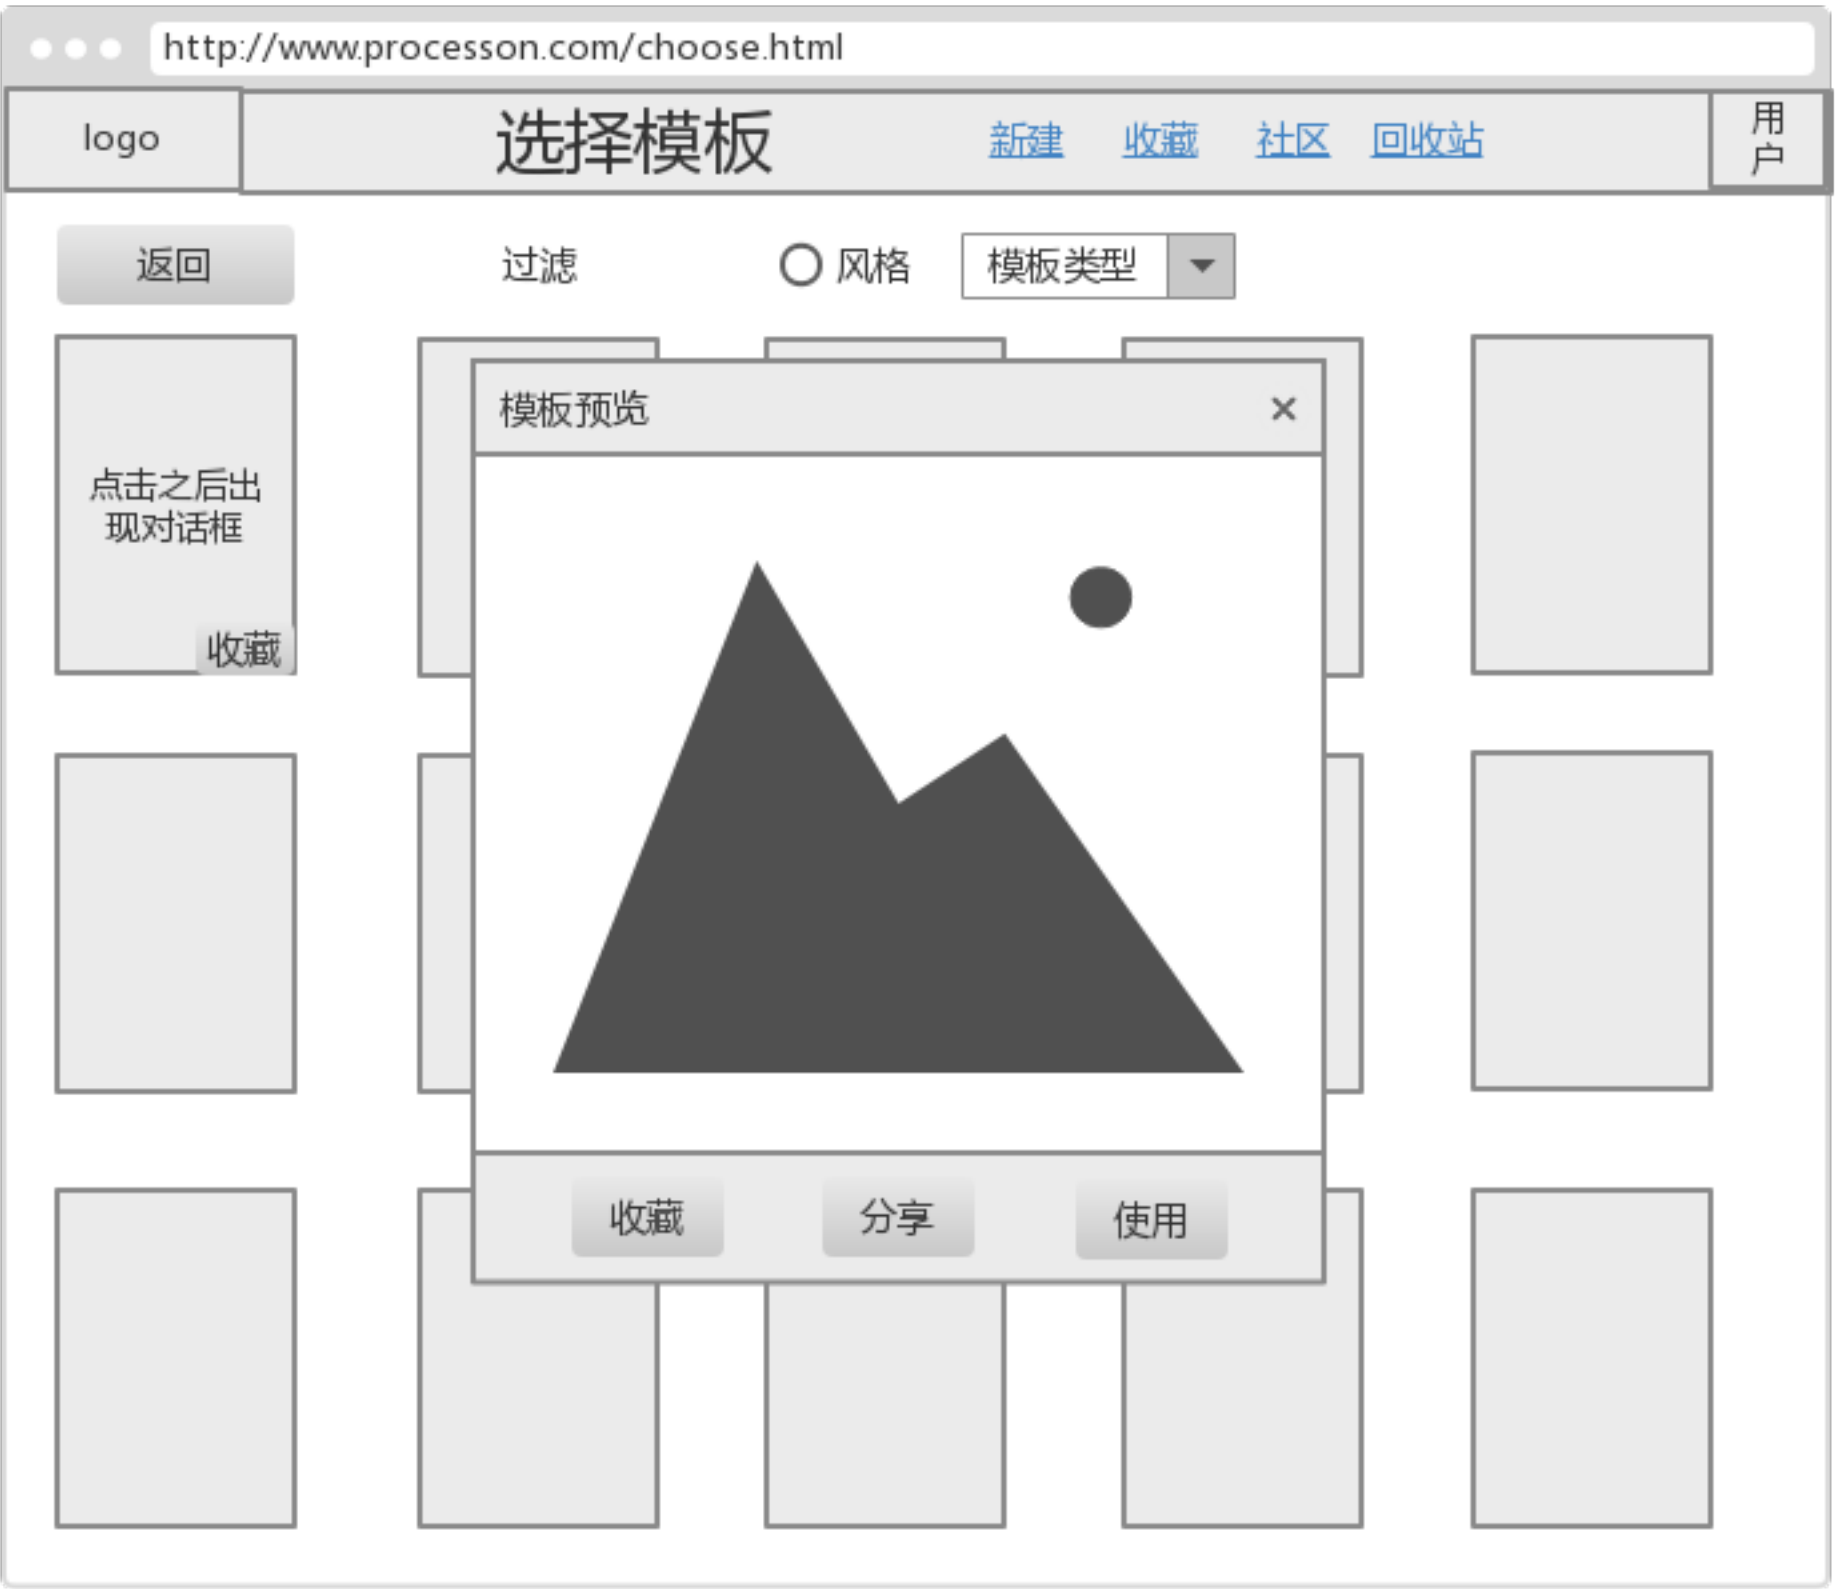 http://www.processon.com/choose.html
logo
选择模板
新建
收藏
社区
回收站
用
户
返回
过滤
风格
模板类型
点击之后出
现对话框
收藏
模板预览
收藏
分享
使用